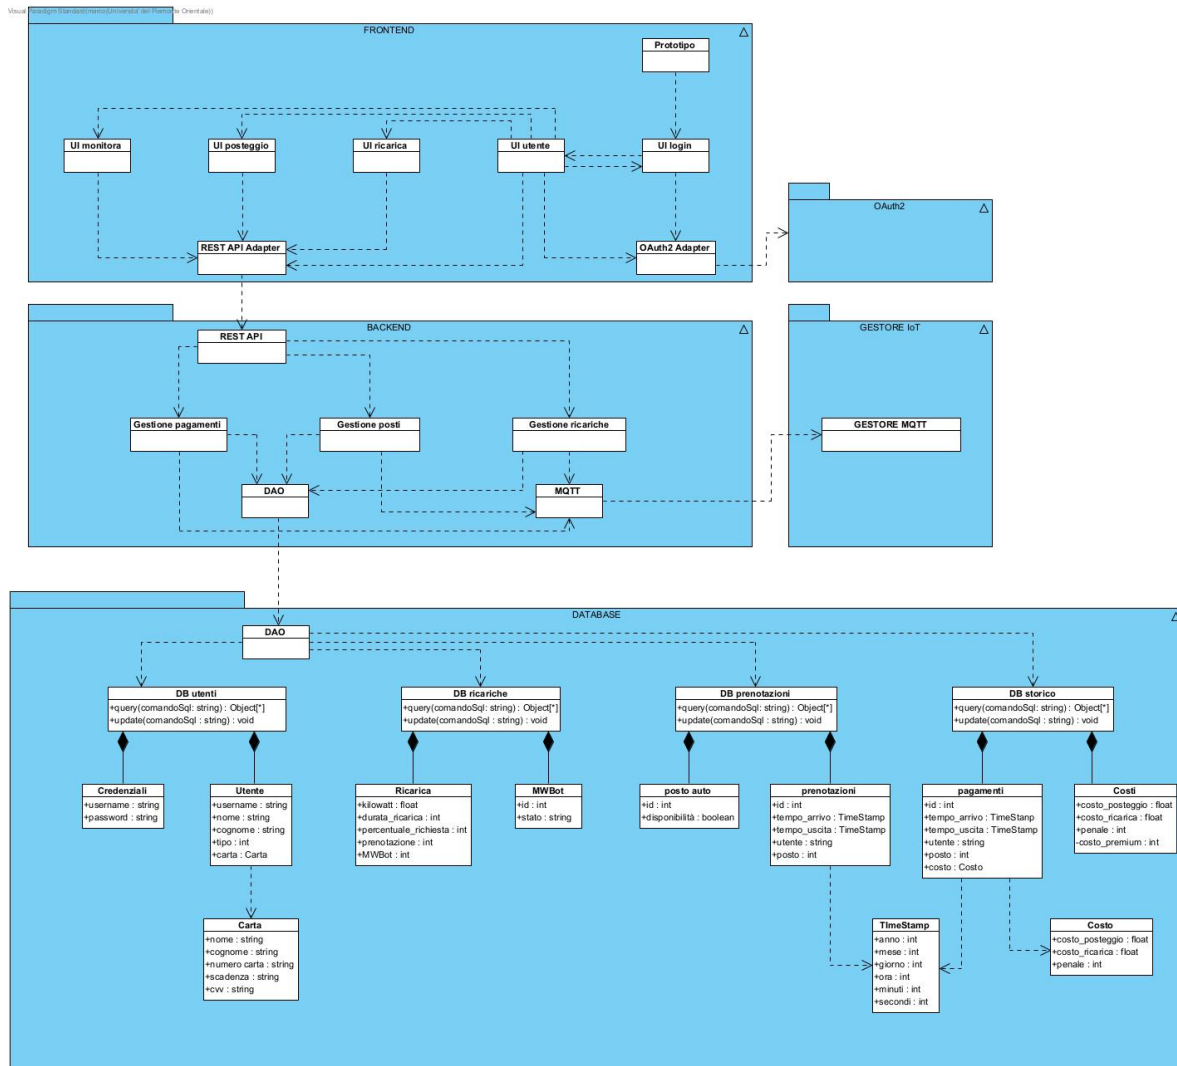 Visual Paradigm Standard(marco(Universita' del Piemonte Orientale))
FRONTEND
Prototipo
UI monitora
UI posteggio
UI ricarica
UI utente
UI login
REST API Adapter
OAuth2 Adapter
OAuth2
BACKEND
REST API
Gestione pagamenti
Gestione posti
Gestione ricariche
DAO
MQTT
GESTORE IoT
GESTORE MQTT
DATABASE
DAO
DB utenti
+query(comandoSql: string) : Object[*]
+update(comandoSql : string) : void
DB ricariche
+query(comandoSql: string) : Object[*]
+update(comandoSql : string) : void
DB prenotazioni
+query(comandoSql: string) : Object[*]
+update(comandoSql : string) : void
DB storico
+query(comandoSql: string) : Object[*]
+update(comandoSql : string) : void
Credenziali
+username : string
+password : string
Utente
+username : string
+nome : string
+cognome : string
+tipo : int
+carta : Carta
Ricarica
+kilowatt : float
+durata_ricarica : int
+percentuale_richiesta : int
+prenotazione : int
+MWBot : int
MWBot
+id : int
+stato : string
posto auto
+id : int
+disponibilità : boolean
prenotazioni
+id : int
+tempo_arrivo : TimeStamp
+tempo_uscita : TimeStamp
+utente : string
+posto : int
pagamenti
+id : int
+tempo_arrivo : TimeStanp
+tempo_uscita : TimeStamp
+utente : string
+posto : int
+costo : Costo
Costi
+costo_posteggio : float
+costo_ricarica : float
+penale : int
-costo_premium : int
Carta
+nome : string
+cognome : string
+numero carta : string
+scadenza : string
+cvv : string
TImeStamp
+anno : int
+mese : int
+giorno : int
+ora : int
+minuti : int
+secondi : int
Costo
+costo_posteggio : float
+costo_ricarica : float
+penale : int